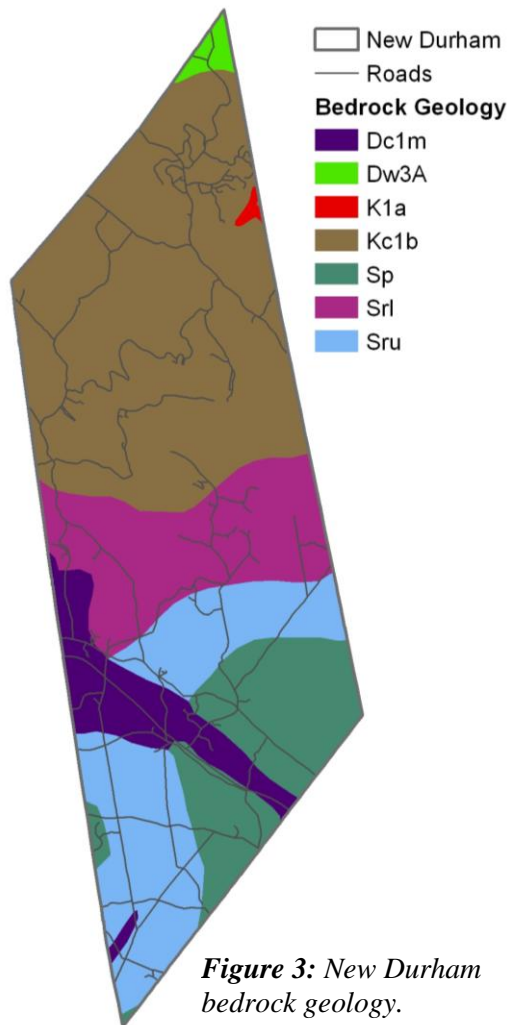 New Durham
Roads
Bedrock Geology
Dc1m
Dw3A
K1a
Kc1b
Sp
Srl
Sru
Figure 3: New Durham
bedrock geology.